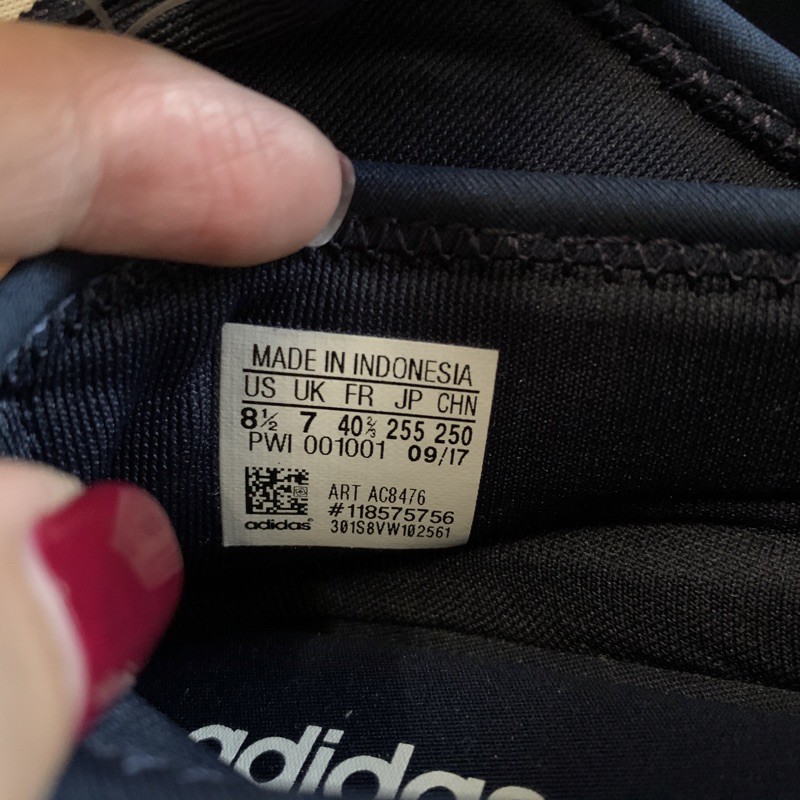 MADE IN INDONESIA
US UK FR JP CHN
8½ 7 40⅔ 255 250
PWI 001001 09/17
ART AC8476
#118575756
adidas 301S8VW102561
adidas